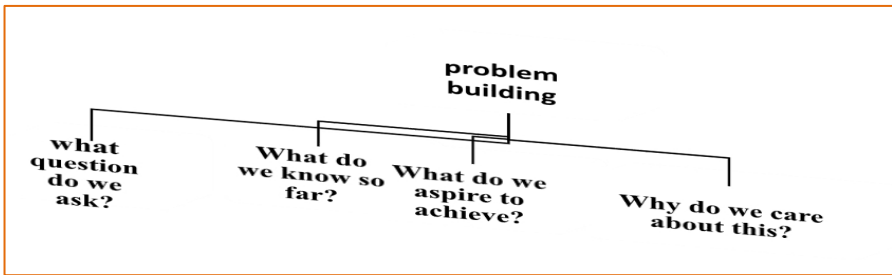 problem
building
what
question
do we
ask?
What do
we know so
far?
What do we
aspire to
achieve?
Why do we care
about this?